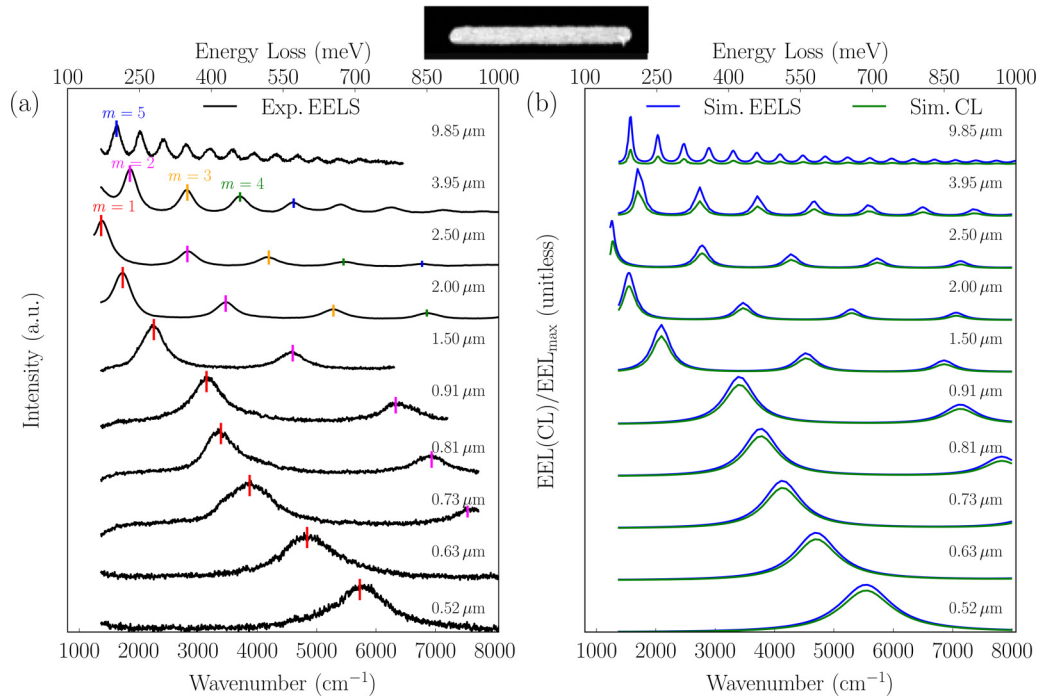 Energy Loss (meV)
100 250 400 550 700 850 1000
(a)
Exp. EELS
m = 5
9.85 μm
m = 2
m = 3
m = 4
3.95 μm
m = 1
2.50 μm
2.00 μm
1.50 μm
0.91 μm
0.81 μm
0.73 μm
0.63 μm
0.52 μm
Intensity (a.u.)
1000 2000 3000 4000 5000 6000 7000 8000
Wavenumber (cm⁻¹)
Energy Loss (meV)
100 250 400 550 700 850 1000
(b)
Sim. EELS
Sim. CL
9.85 μm
3.95 μm
2.50 μm
2.00 μm
1.50 μm
0.91 μm
0.81 μm
0.73 μm
0.63 μm
0.52 μm
EEL(CL)/EELmax (unitless)
1000 2000 3000 4000 5000 6000 7000 8000
Wavenumber (cm⁻¹)